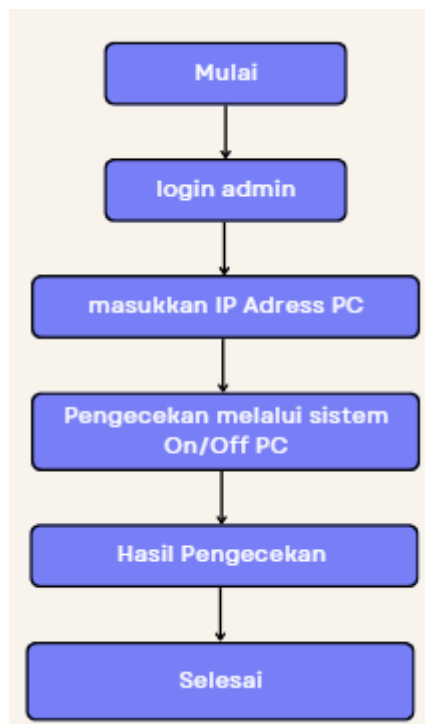 Mulai
login admin
masukkan IP Adress PC
Pengecekan melalui sistem
On/Off PC
Hasil Pengecekan
Selesai